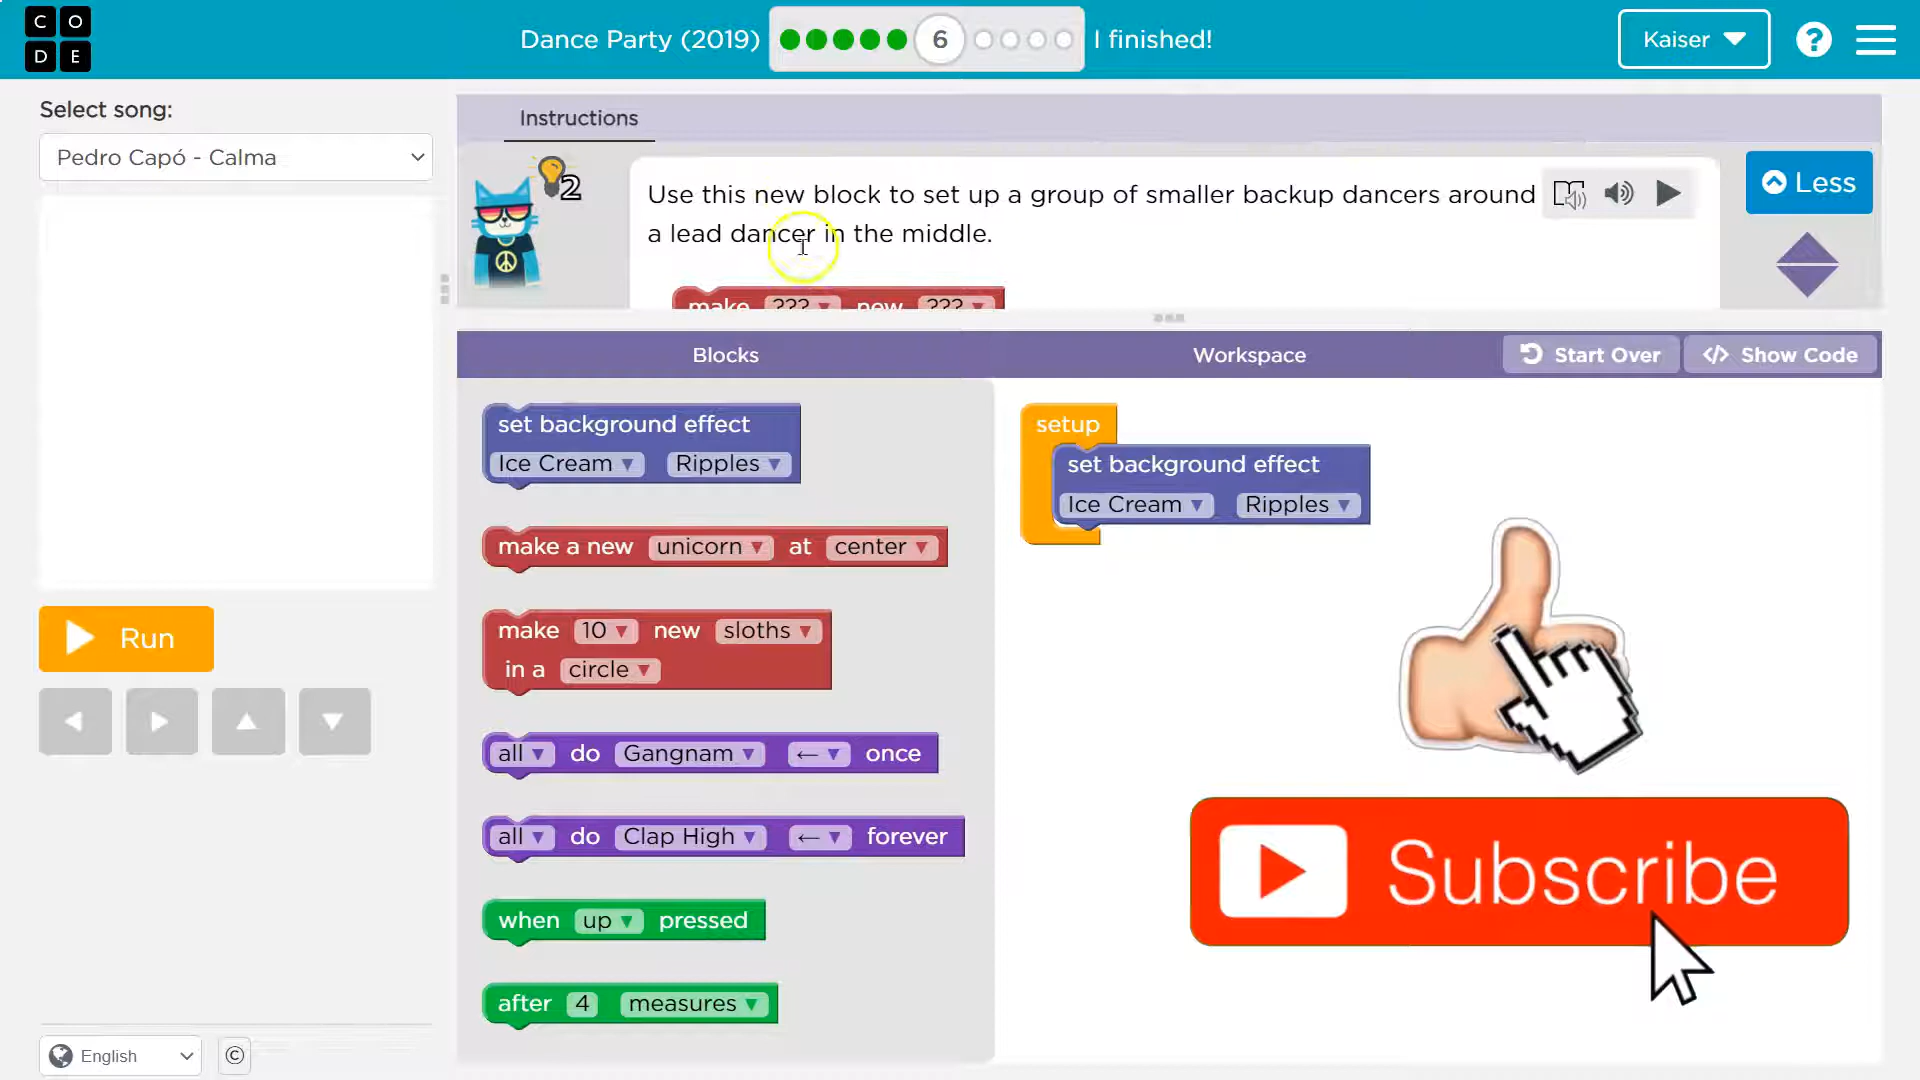 CODE
Dance Party (2019)
6
I finished!
Kaiser
?
Select song:
Pedro Capó - Calma
Instructions
2
Use this new block to set up a group of smaller backup dancers around
a lead dancer in the middle.
Less
make ??? new ???
Blocks
Workspace
Start Over
</> Show Code
set background effect
Ice Cream Ripples
make a new unicorn at center
make 10 new sloths
in a circle
all do Gangnam ← once
all do Clap High ← forever
when up pressed
after 4 measures
setup
set background effect
Ice Cream Ripples
Run
Subscribe
English
©